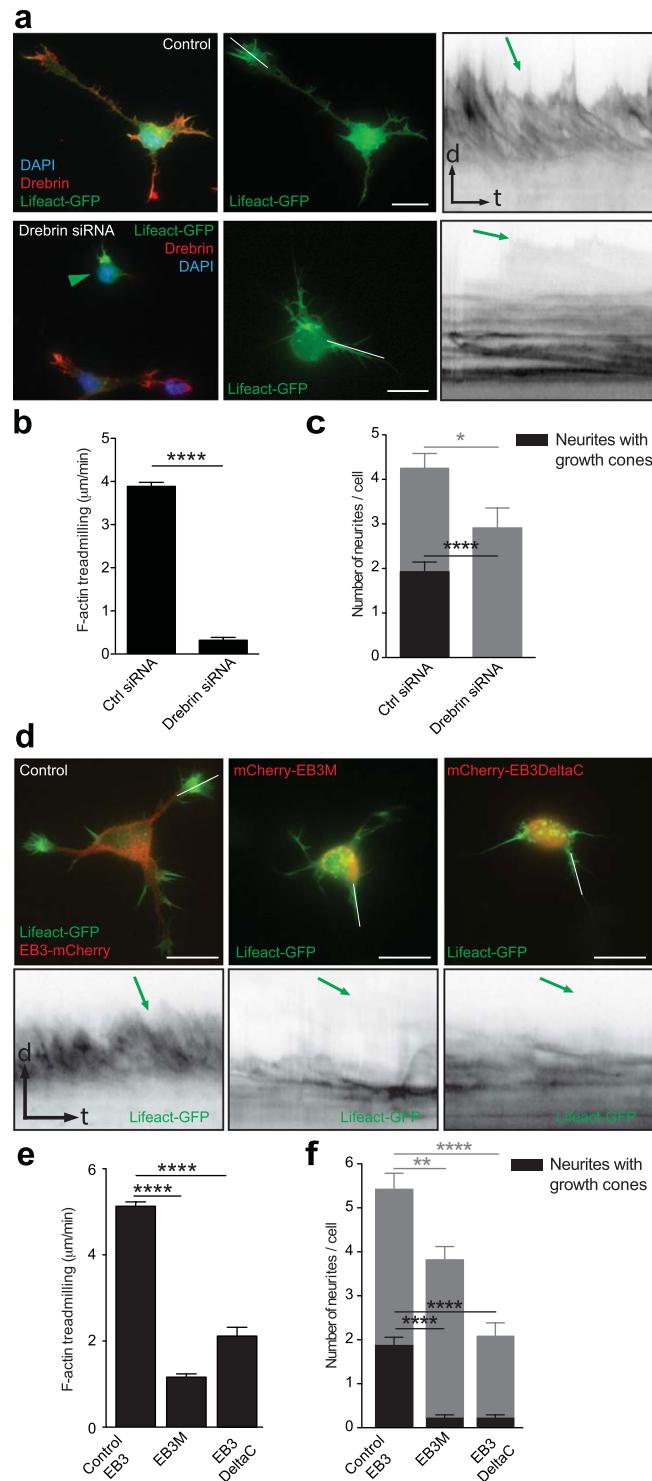 a
Control
DAPI
Drebrin
Lifeact-GFP
d
t
Drebrin siRNA
Lifeact-GFP
Drebrin
DAPI
Lifeact-GFP
b
F-actin treadmilling (μm/min)
5
4
3
2
1
0
****
Ctrl siRNA
Drebrin siRNA
c
Number of neurites / cell
5
4
3
2
1
0
*
****
Ctrl siRNA
Drebrin siRNA
Neurites with
growth cones
d
Control
Lifeact-GFP
EB3-mCherry
mCherry-EB3M
Lifeact-GFP
mCherry-EB3DeltaC
Lifeact-GFP
d
t
Lifeact-GFP
Lifeact-GFP
Lifeact-GFP
e
F-actin treadmilling (μm/min)
6
4
2
0
****
****
Control
EB3
EB3M
EB3
DeltaC
f
Number of neurites / cell
6
5
4
3
2
1
0
****
**
****
****
Control
EB3
EB3M
EB3
DeltaC
Neurites with
growth cones